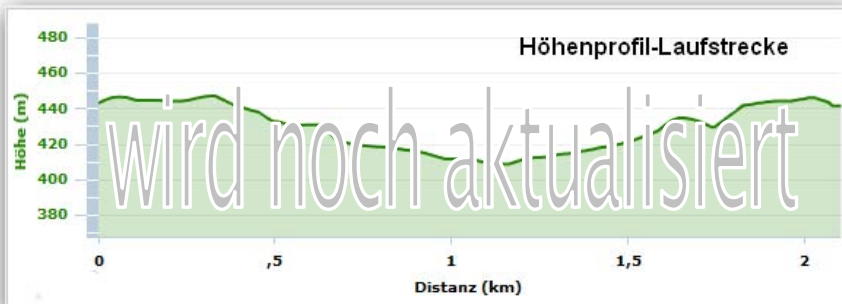 Höhenprofil-Laufstrecke
480
460
440
420
400
380
Höhe (m)
wird noch aktualisiert
0 ,5 1 1,5 2
Distanz (km)